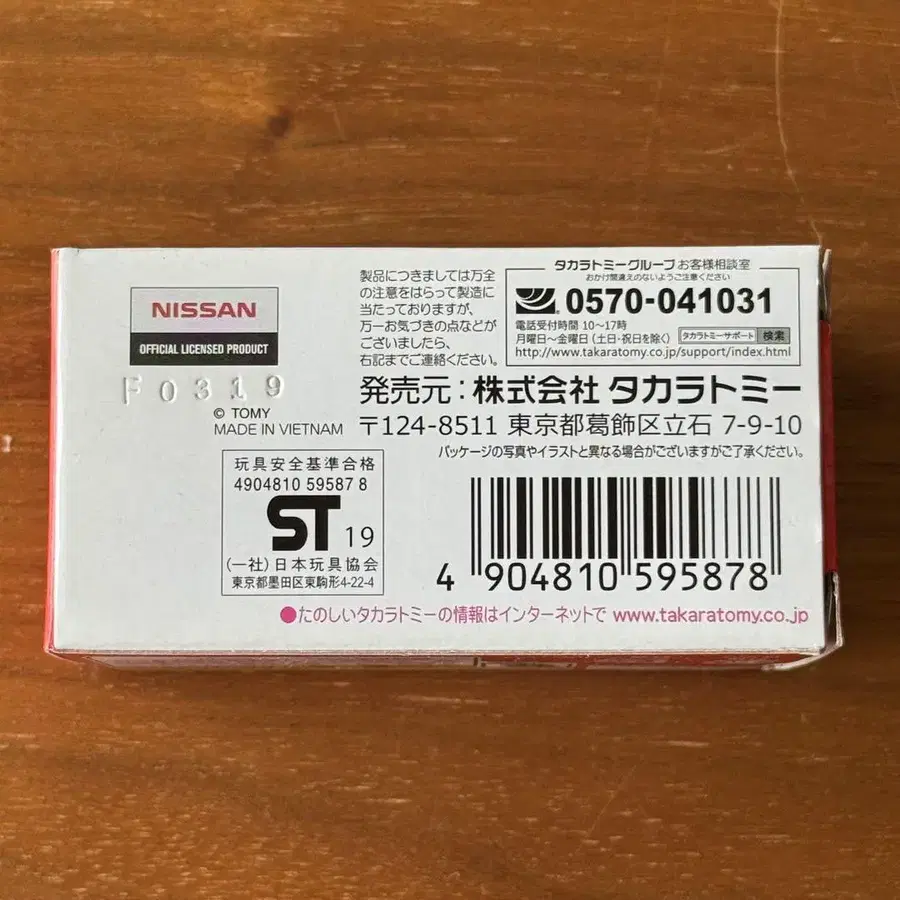 NISSAN
OFFICIAL LICENSED PRODUCT
F0319
© TOMY
MADE IN VIETNAM
製品につきましては万全
の注意をはらって製造に
当たっておりますが、
万一お気づきの点などが
ございましたら、
右記までご連絡ください。
タカラトミーグループ お客様相談室
おかけ間違えのないようご注意ください
0570-041031
電話受付時間 10〜17時
月曜日〜金曜日 (土・日・祝日を除く)
タカラトミーサポート 検索
http://www.takaratomy.co.jp/support/index.html
発売元：株式会社 タカラトミー
〒124-8511 東京都葛飾区立石 7-9-10
パッケージの写真やイラストと異なる場合がございますがご了承ください。
玩具安全基準合格
4904810 59587 8
ST 19
(一社)日本玩具協会
東京都墨田区東駒形4-22-4
4 904810 595878
●たのしいタカラトミーの情報はインターネットで www.takaratomy.co.jp